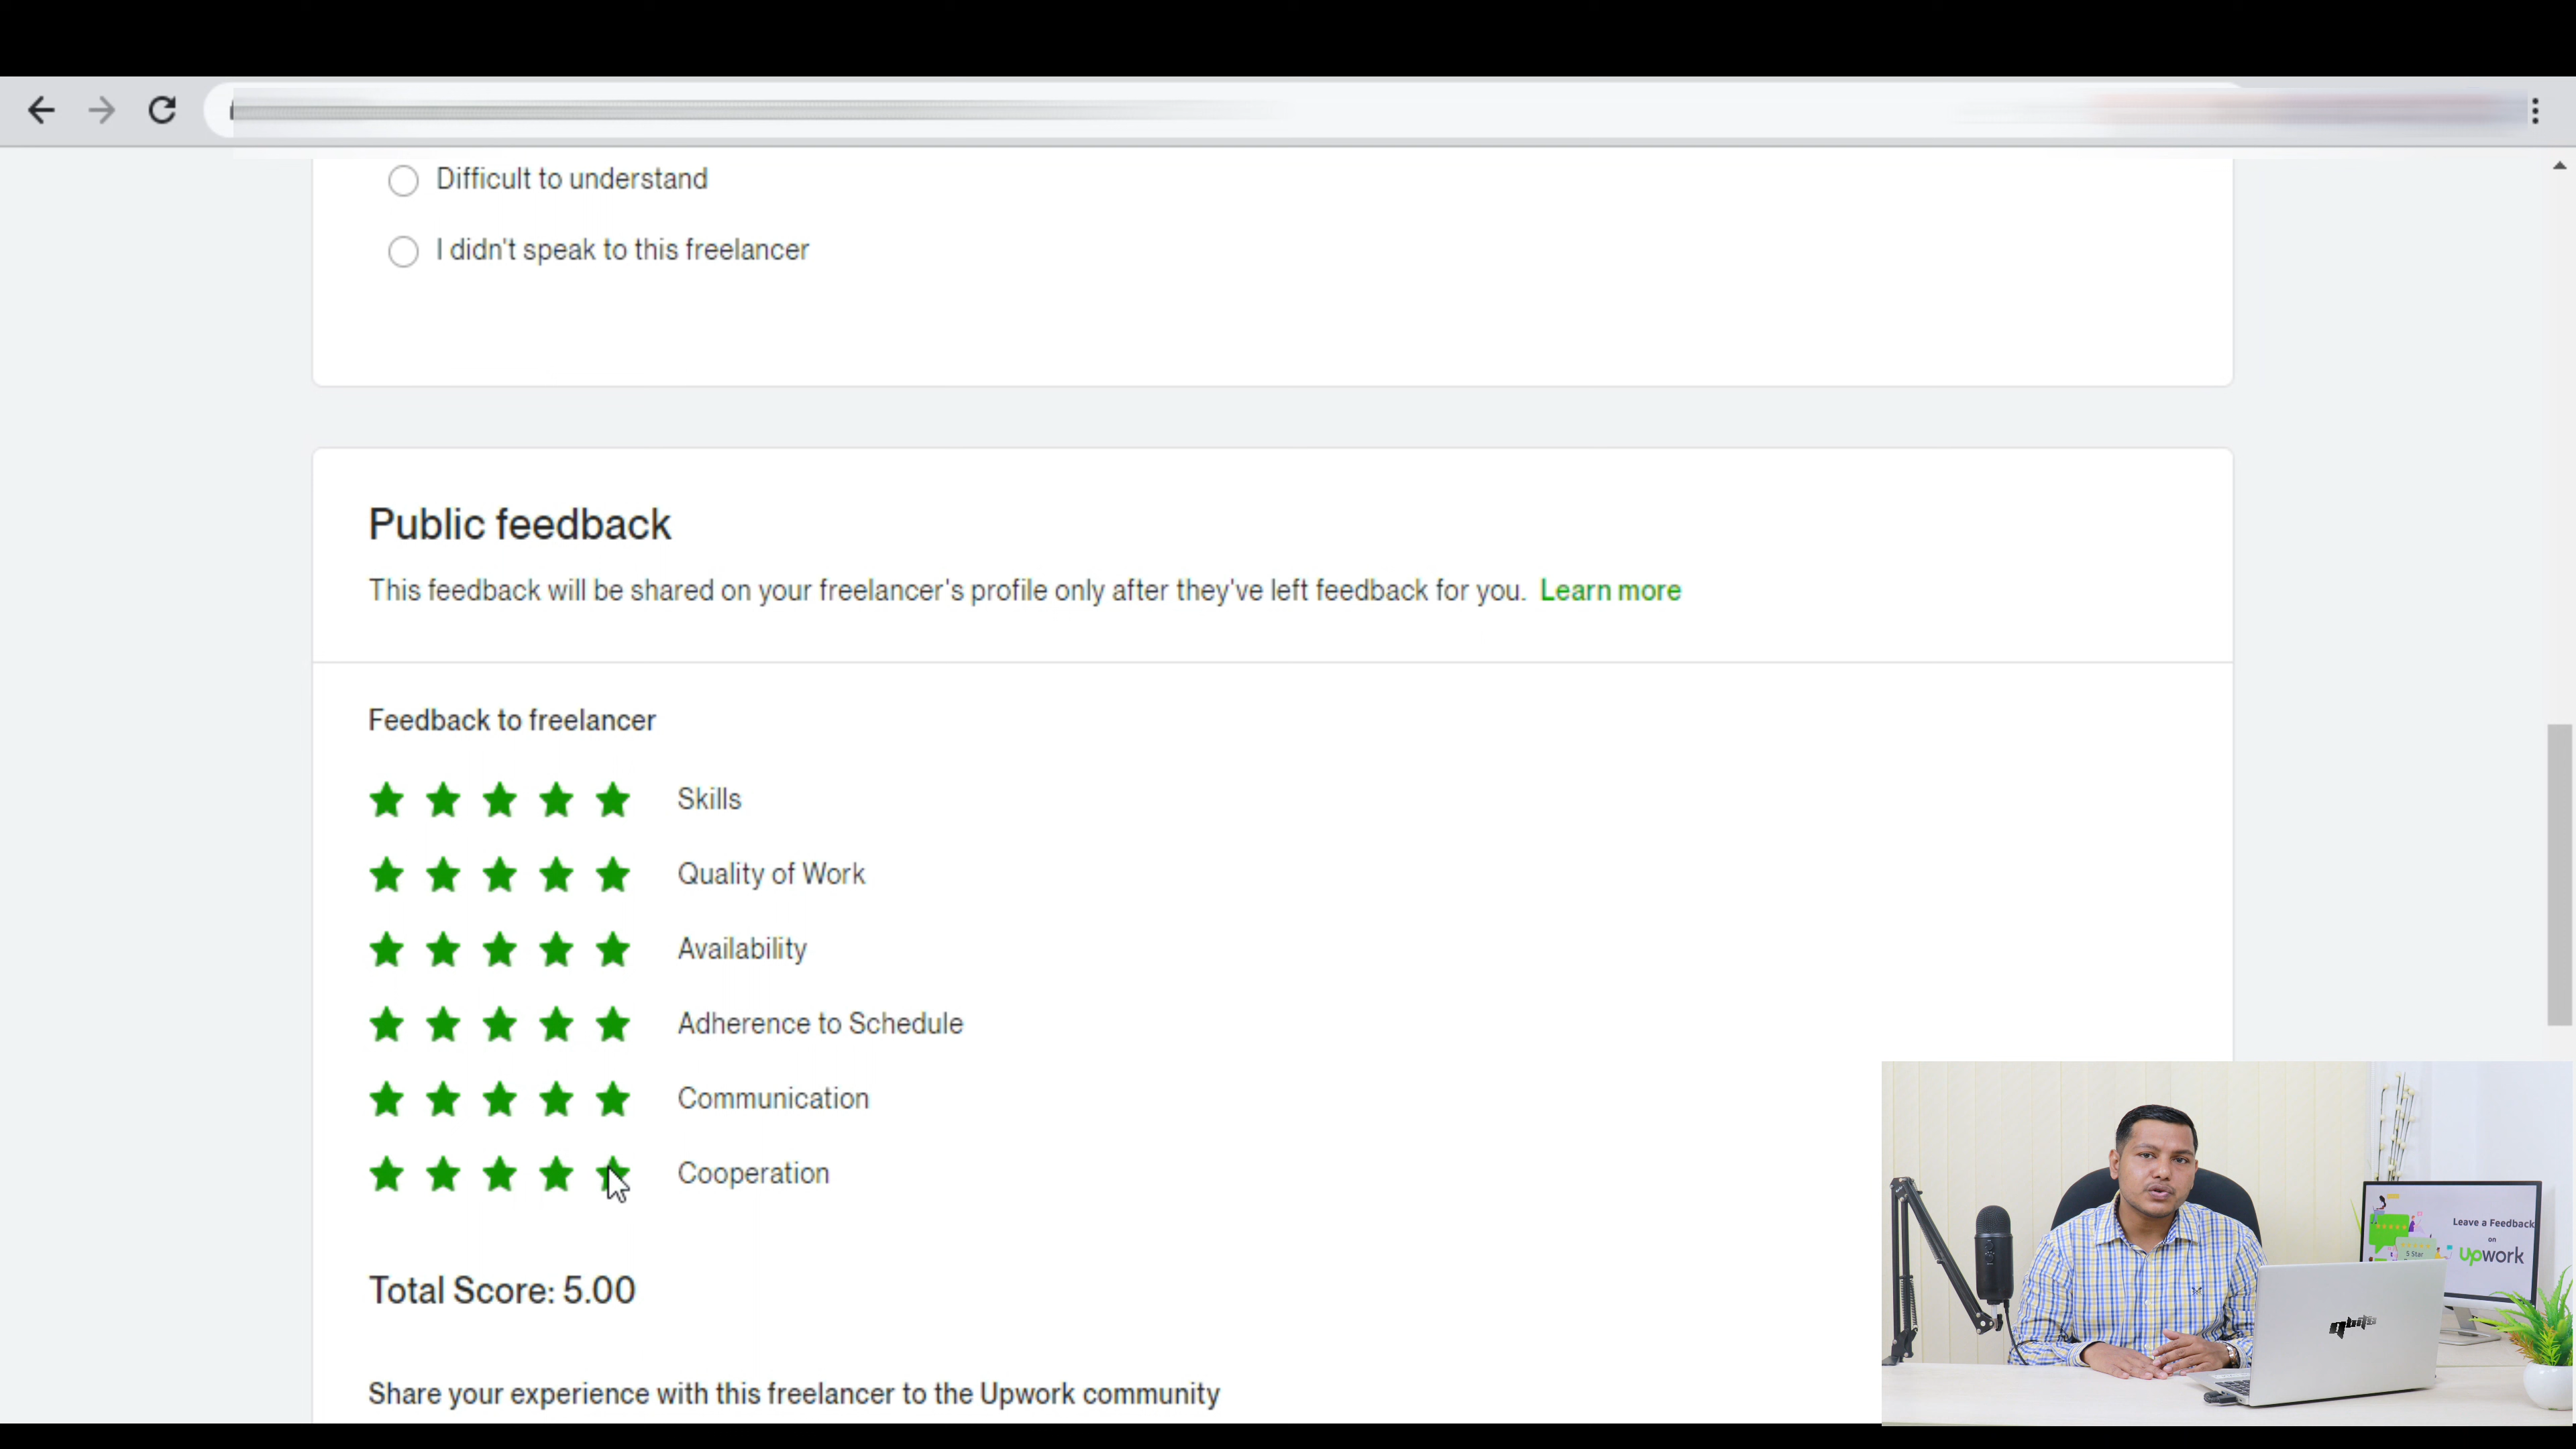 Difficult to understand
I didn't speak to this freelancer
Public feedback
This feedback will be shared on your freelancer's profile only after they've left feedback for you. Learn more
Feedback to freelancer
Skills
Quality of Work
Availability
Adherence to Schedule
Communication
Cooperation
Total Score: 5.00
Share your experience with this freelancer to the Upwork community
Leave a Feedback
on
Upwork
5 Star